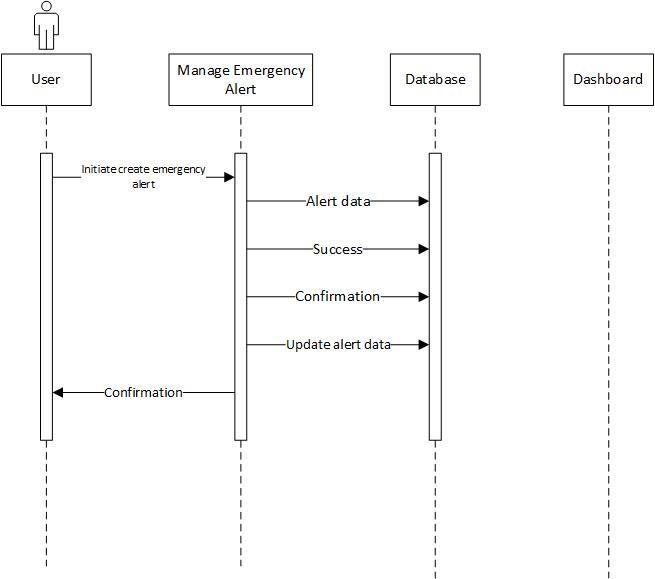 User
Manage Emergency
Alert
Database
Dashboard
Initiate create emergency
alert
Alert data
Success
Confirmation
Update alert data
Confirmation